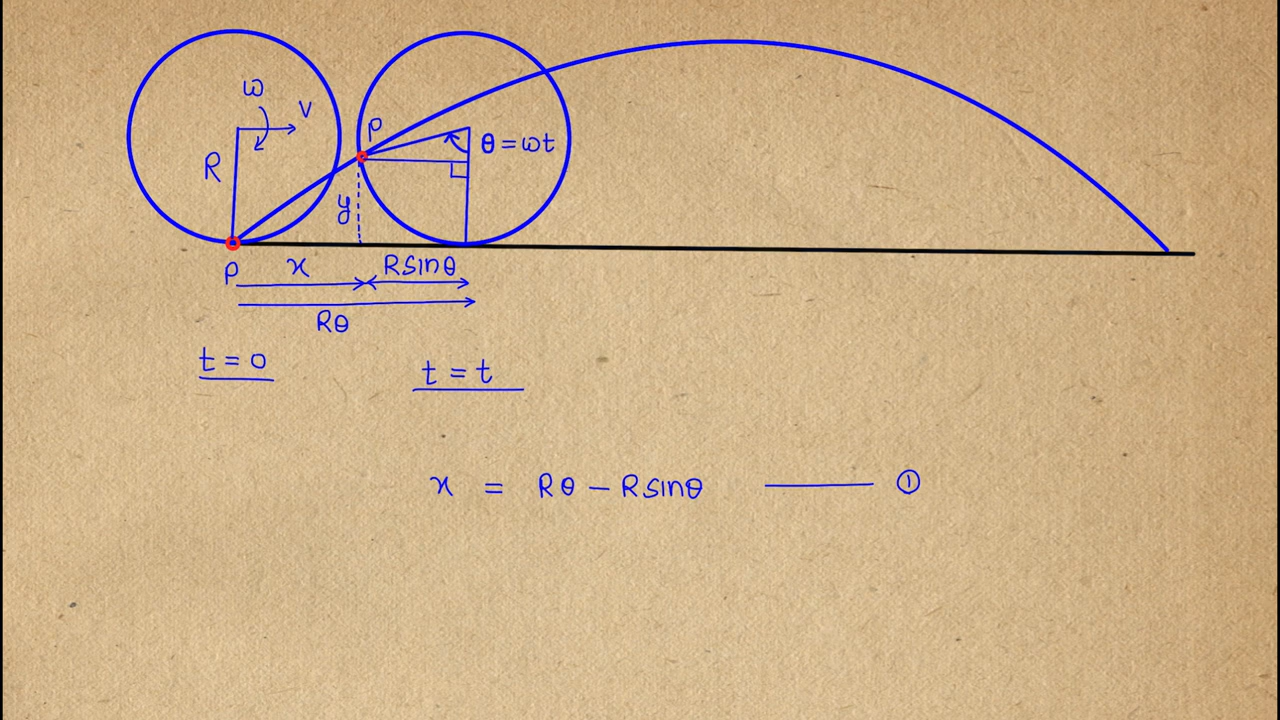 ω
v
R
P
θ = ωt
y
P
x
Rsinθ
Rθ
t = 0
t = t
x = Rθ – Rsinθ ——— ①